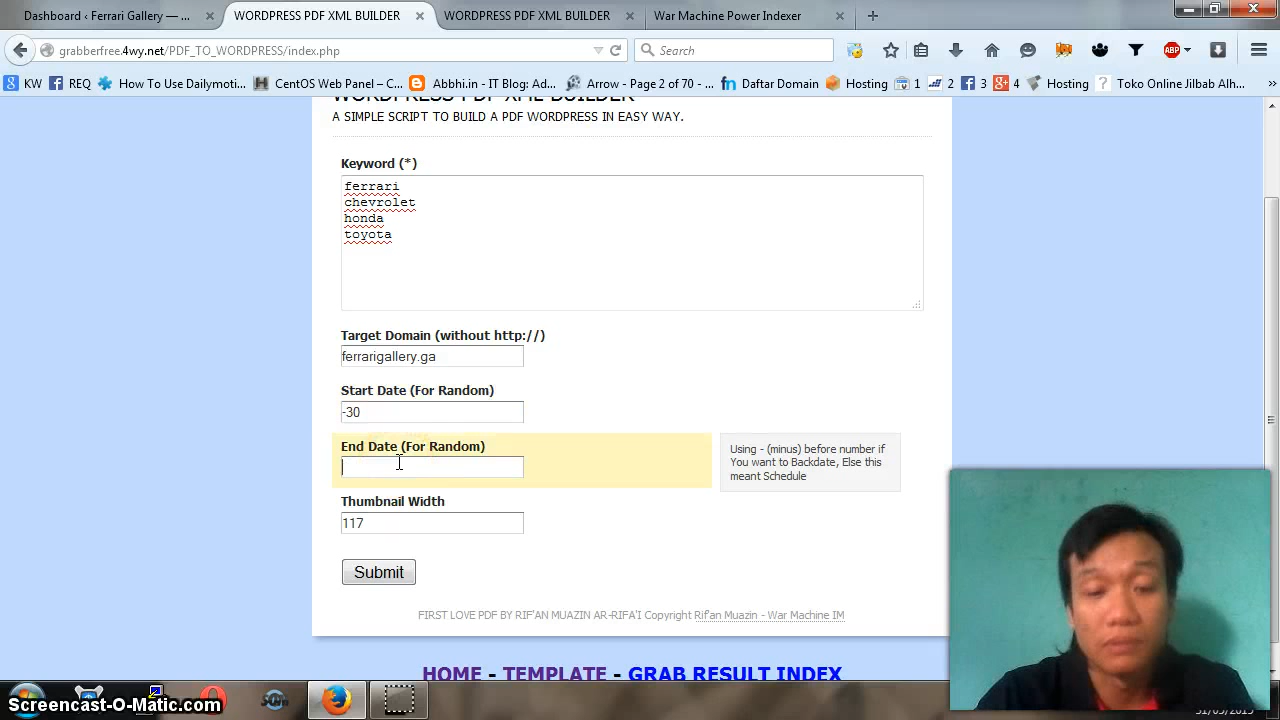 Dashboard ‹ Ferrari Gallery — ...
WORDPRESS PDF XML BUILDER
WORDPRESS PDF XML BUILDER
War Machine Power Indexer
grabberfree.4wy.net/PDF_TO_WORDPRESS/index.php
Search
ABP
KW
REQ
How To Use Dailymoti...
CentOS Web Panel – C...
Abbhi.in - IT Blog: Ad...
Arrow - Page 2 of 70 - ...
Daftar Domain
Hosting
1
2
3
4
Hosting
Toko Online Jilbab Alh...
WORDPRESS PDF XML BUILDER
A SIMPLE SCRIPT TO BUILD A PDF WORDPRESS IN EASY WAY.
Keyword (*)
ferrari
chevrolet
honda
toyota
Target Domain (without http://)
ferrarigallery.ga
Start Date (For Random)
-30
End Date (For Random)
Using - (minus) before number if
You want to Backdate, Else this
meant Schedule
Thumbnail Width
117
Submit
FIRST LOVE PDF BY RIF'AN MUAZIN AR-RIFA'I Copyright Rif'an Muazin - War Machine IM
HOME - TEMPLATE - GRAB RESULT INDEX
Screencast-O-Matic.com